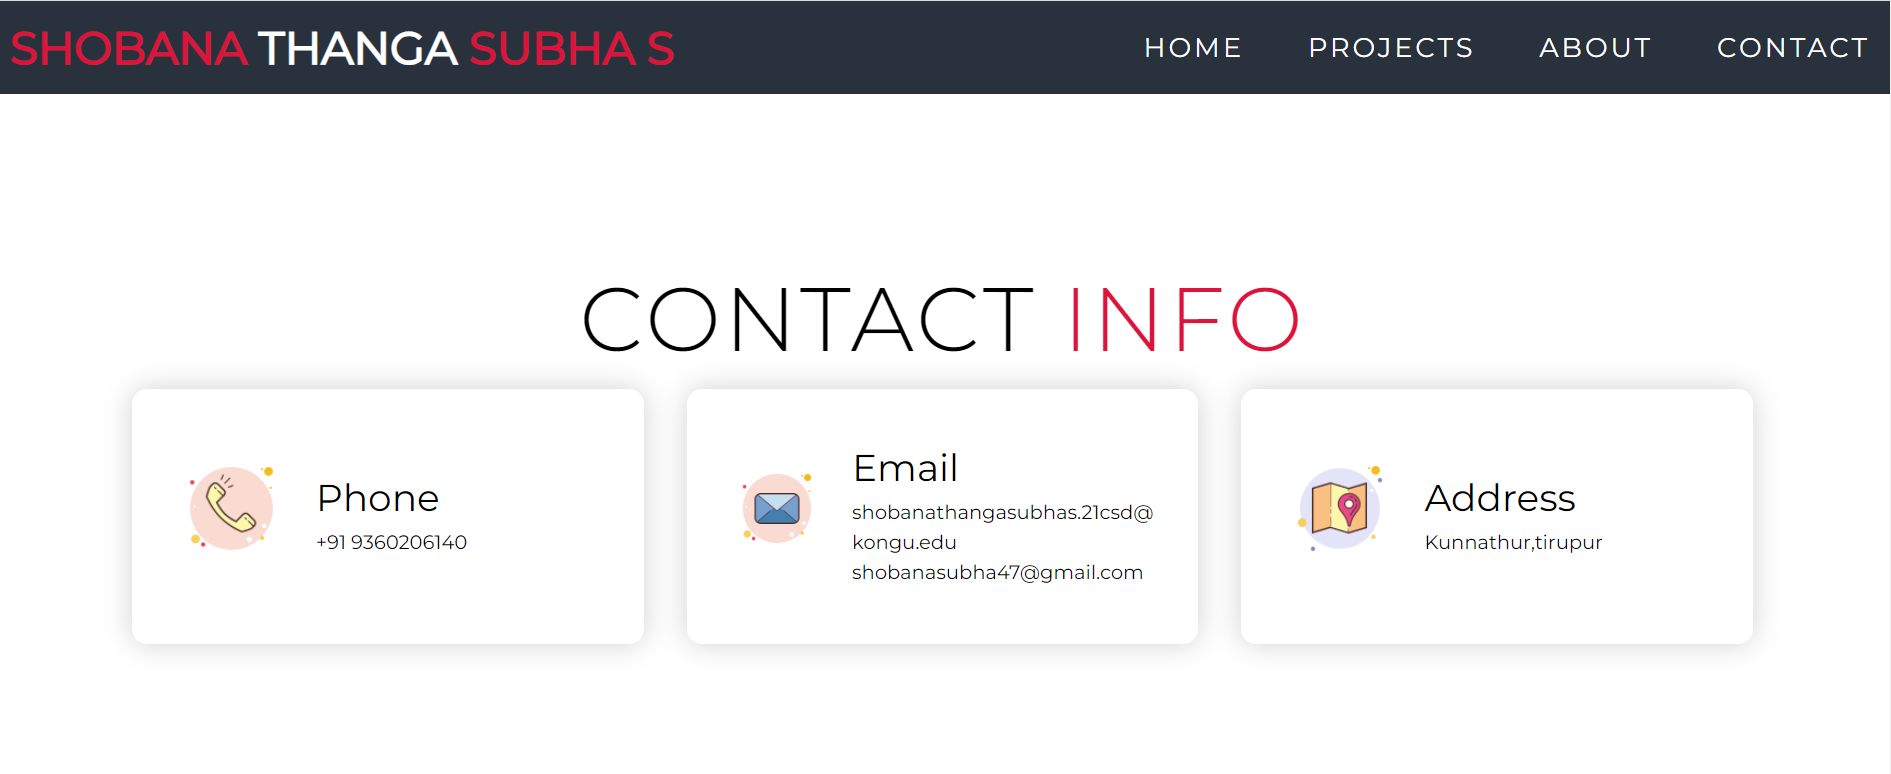 SHOBANA THANGA SUBHA S
HOME PROJECTS ABOUT CONTACT
CONTACT INFO
Phone
+91 9360206140
Email
shobanathangasubhas.21csd@
kongu.edu
shobanasubha47@gmail.com
Address
Kunnathur,tirupur